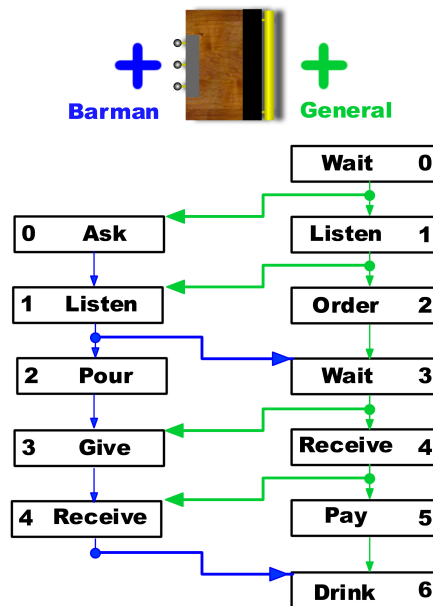 Barman General
Wait 0
0 Ask
Listen 1
1 Listen
Order 2
2 Pour
Wait 3
3 Give
Receive 4
4 Receive
Pay 5
Drink 6